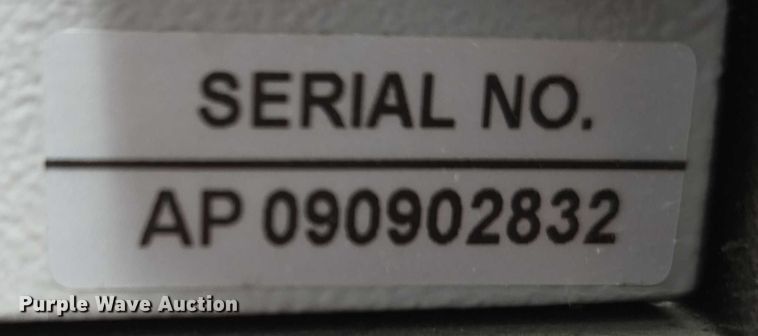 SERIAL NO.
AP 090902832
Purple Wave Auction